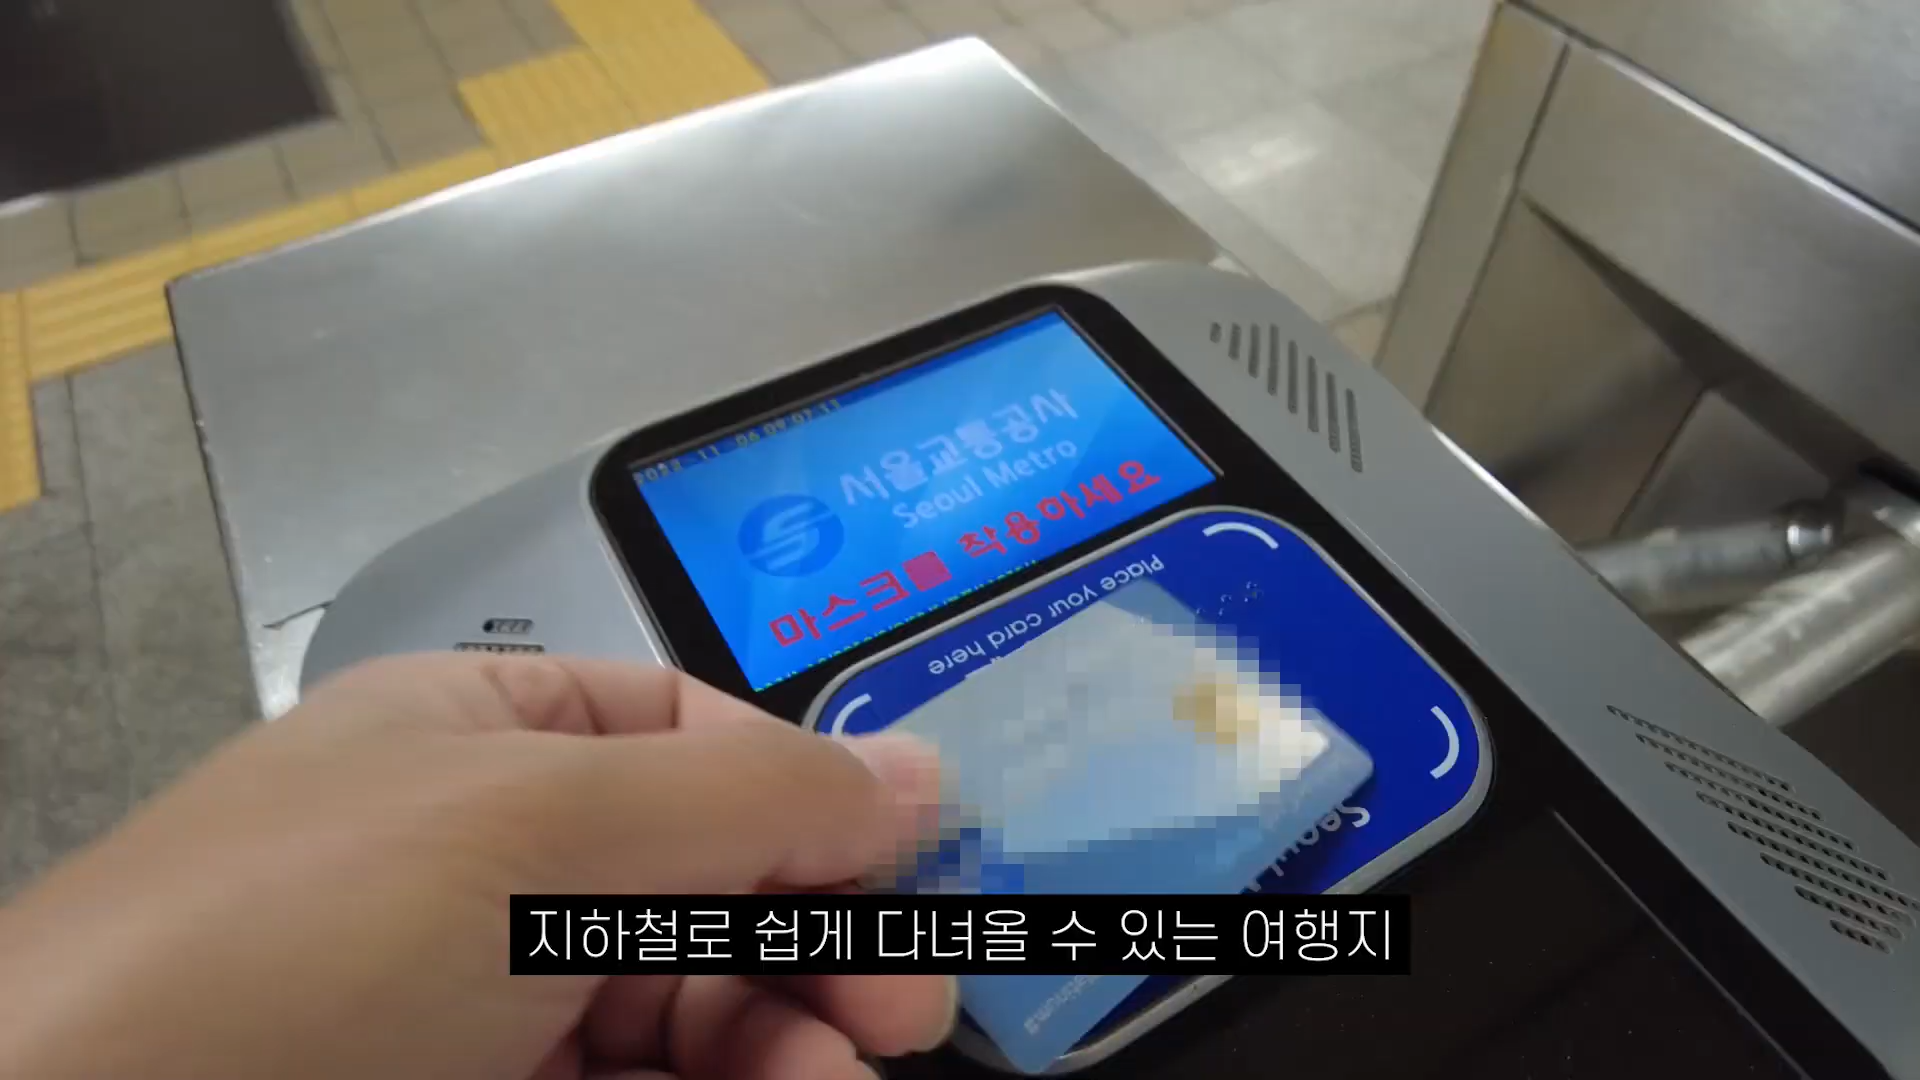 서울교통공사
Seoul Metro
마스크를 착용하세요
Place your card here
지하철로 쉽게 다녀올 수 있는 여행지